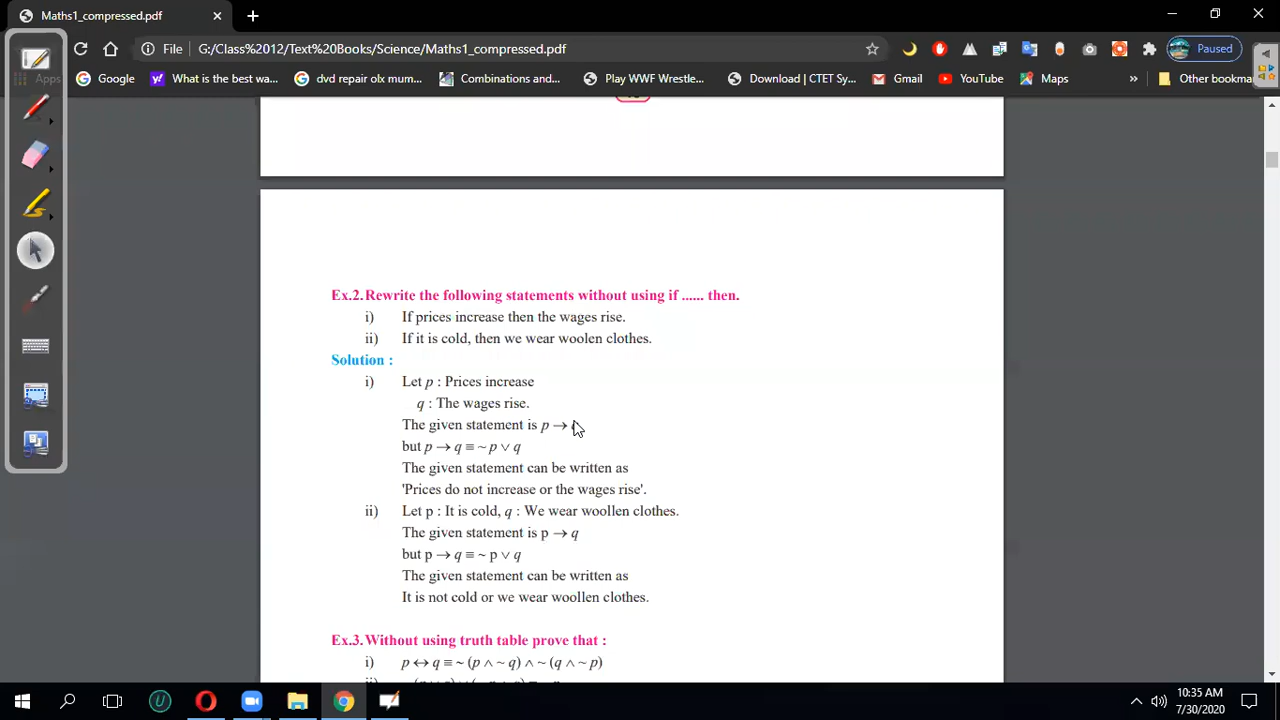 Maths1_compressed.pdf
File G:/Class%2012/Text%20Books/Science/Maths1_compressed.pdf
Paused
Apps
Google
What is the best wa...
dvd repair olx mum...
Combinations and...
Play WWF Wrestle...
Download | CTET Sy...
Gmail
YouTube
Maps
»
Other bookma
Ex.2. Rewrite the following statements without using if ...... then.
i) If prices increase then the wages rise.
ii) If it is cold, then we wear woolen clothes.
Solution :
i) Let p : Prices increase
q : The wages rise.
The given statement is p →
but p → q ≡ ~ p ∨ q
The given statement can be written as
'Prices do not increase or the wages rise'.
ii) Let p : It is cold, q : We wear woollen clothes.
The given statement is p → q
but p → q ≡ ~ p ∨ q
The given statement can be written as
It is not cold or we wear woollen clothes.
Ex.3. Without using truth table prove that :
i) p ↔ q ≡ ~ (p ∧ ~ q) ∧ ~ (q ∧ ~ p)
10:35 AM
7/30/2020